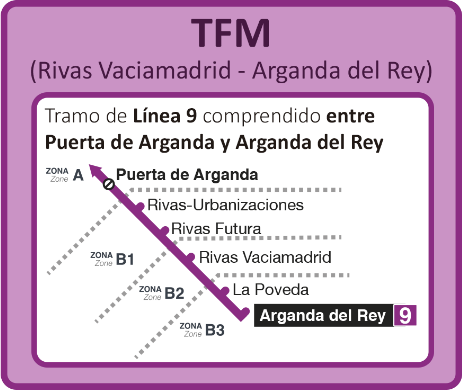 TFM
(Rivas Vaciamadrid - Arganda del Rey)
Tramo de Línea 9 comprendido entre
Puerta de Arganda y Arganda del Rey
ZONA
Zone A
Puerta de Arganda
Rivas-Urbanizaciones
Rivas Futura
ZONA
Zone B1
Rivas Vaciamadrid
ZONA
Zone B2
La Poveda
Arganda del Rey 9
ZONA
Zone B3